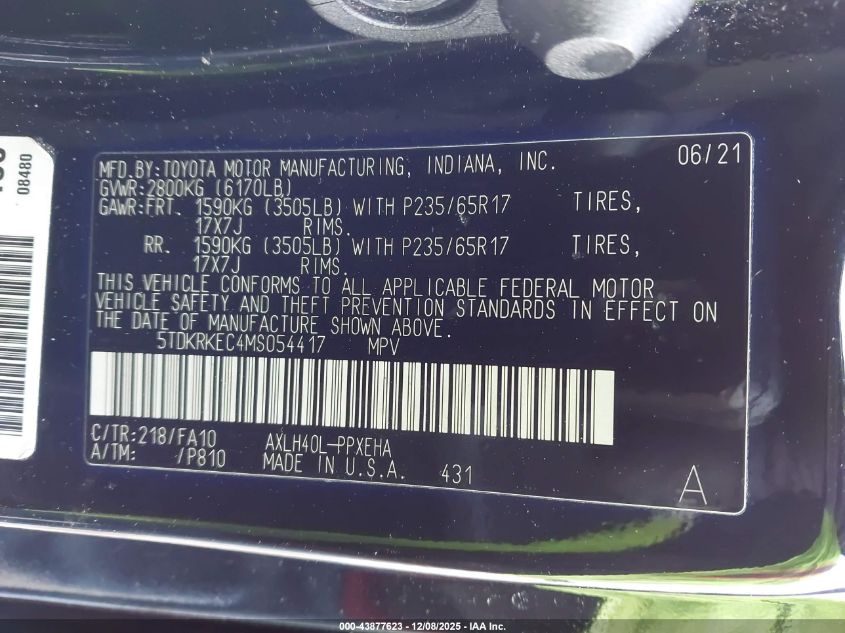 08480
MFD.BY:TOYOTA MOTOR MANUFACTURING, INDIANA, INC. 06/21
GVWR:2800KG (6170LB)
GAWR:FRT. 1590KG (3505LB) WITH P235/65R17 TIRES,
17X7J RIMS.
RR. 1590KG (3505LB) WITH P235/65R17 TIRES,
17X7J RIMS.
THIS VEHICLE CONFORMS TO ALL APPLICABLE FEDERAL MOTOR
VEHICLE SAFETY AND THEFT PREVENTION STANDARDS IN EFFECT ON
THE DATE OF MANUFACTURE SHOWN ABOVE.
5TDKRKEC4MS054417 MPV
C/TR:218/FA10 AXLH40L-PPXEHA
A/TM: /P810 MADE IN U.S.A. 431
A
000-43877623 - 12/08/2025 - IAA Inc.